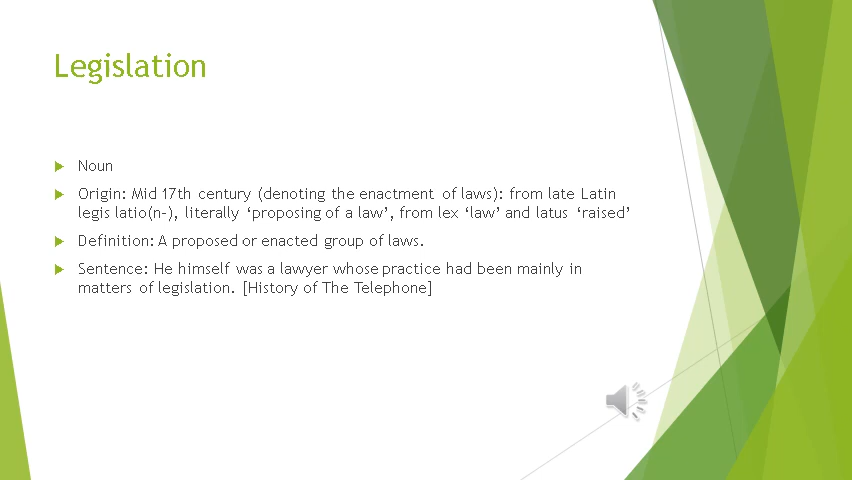 Legislation
Noun
Origin: Mid 17th century (denoting the enactment of laws): from late Latin
legis latio(n-), literally ‘proposing of a law’, from lex ‘law’ and latus ‘raised’
Definition: A proposed or enacted group of laws.
Sentence: He himself was a lawyer whose practice had been mainly in
matters of legislation. [History of The Telephone]